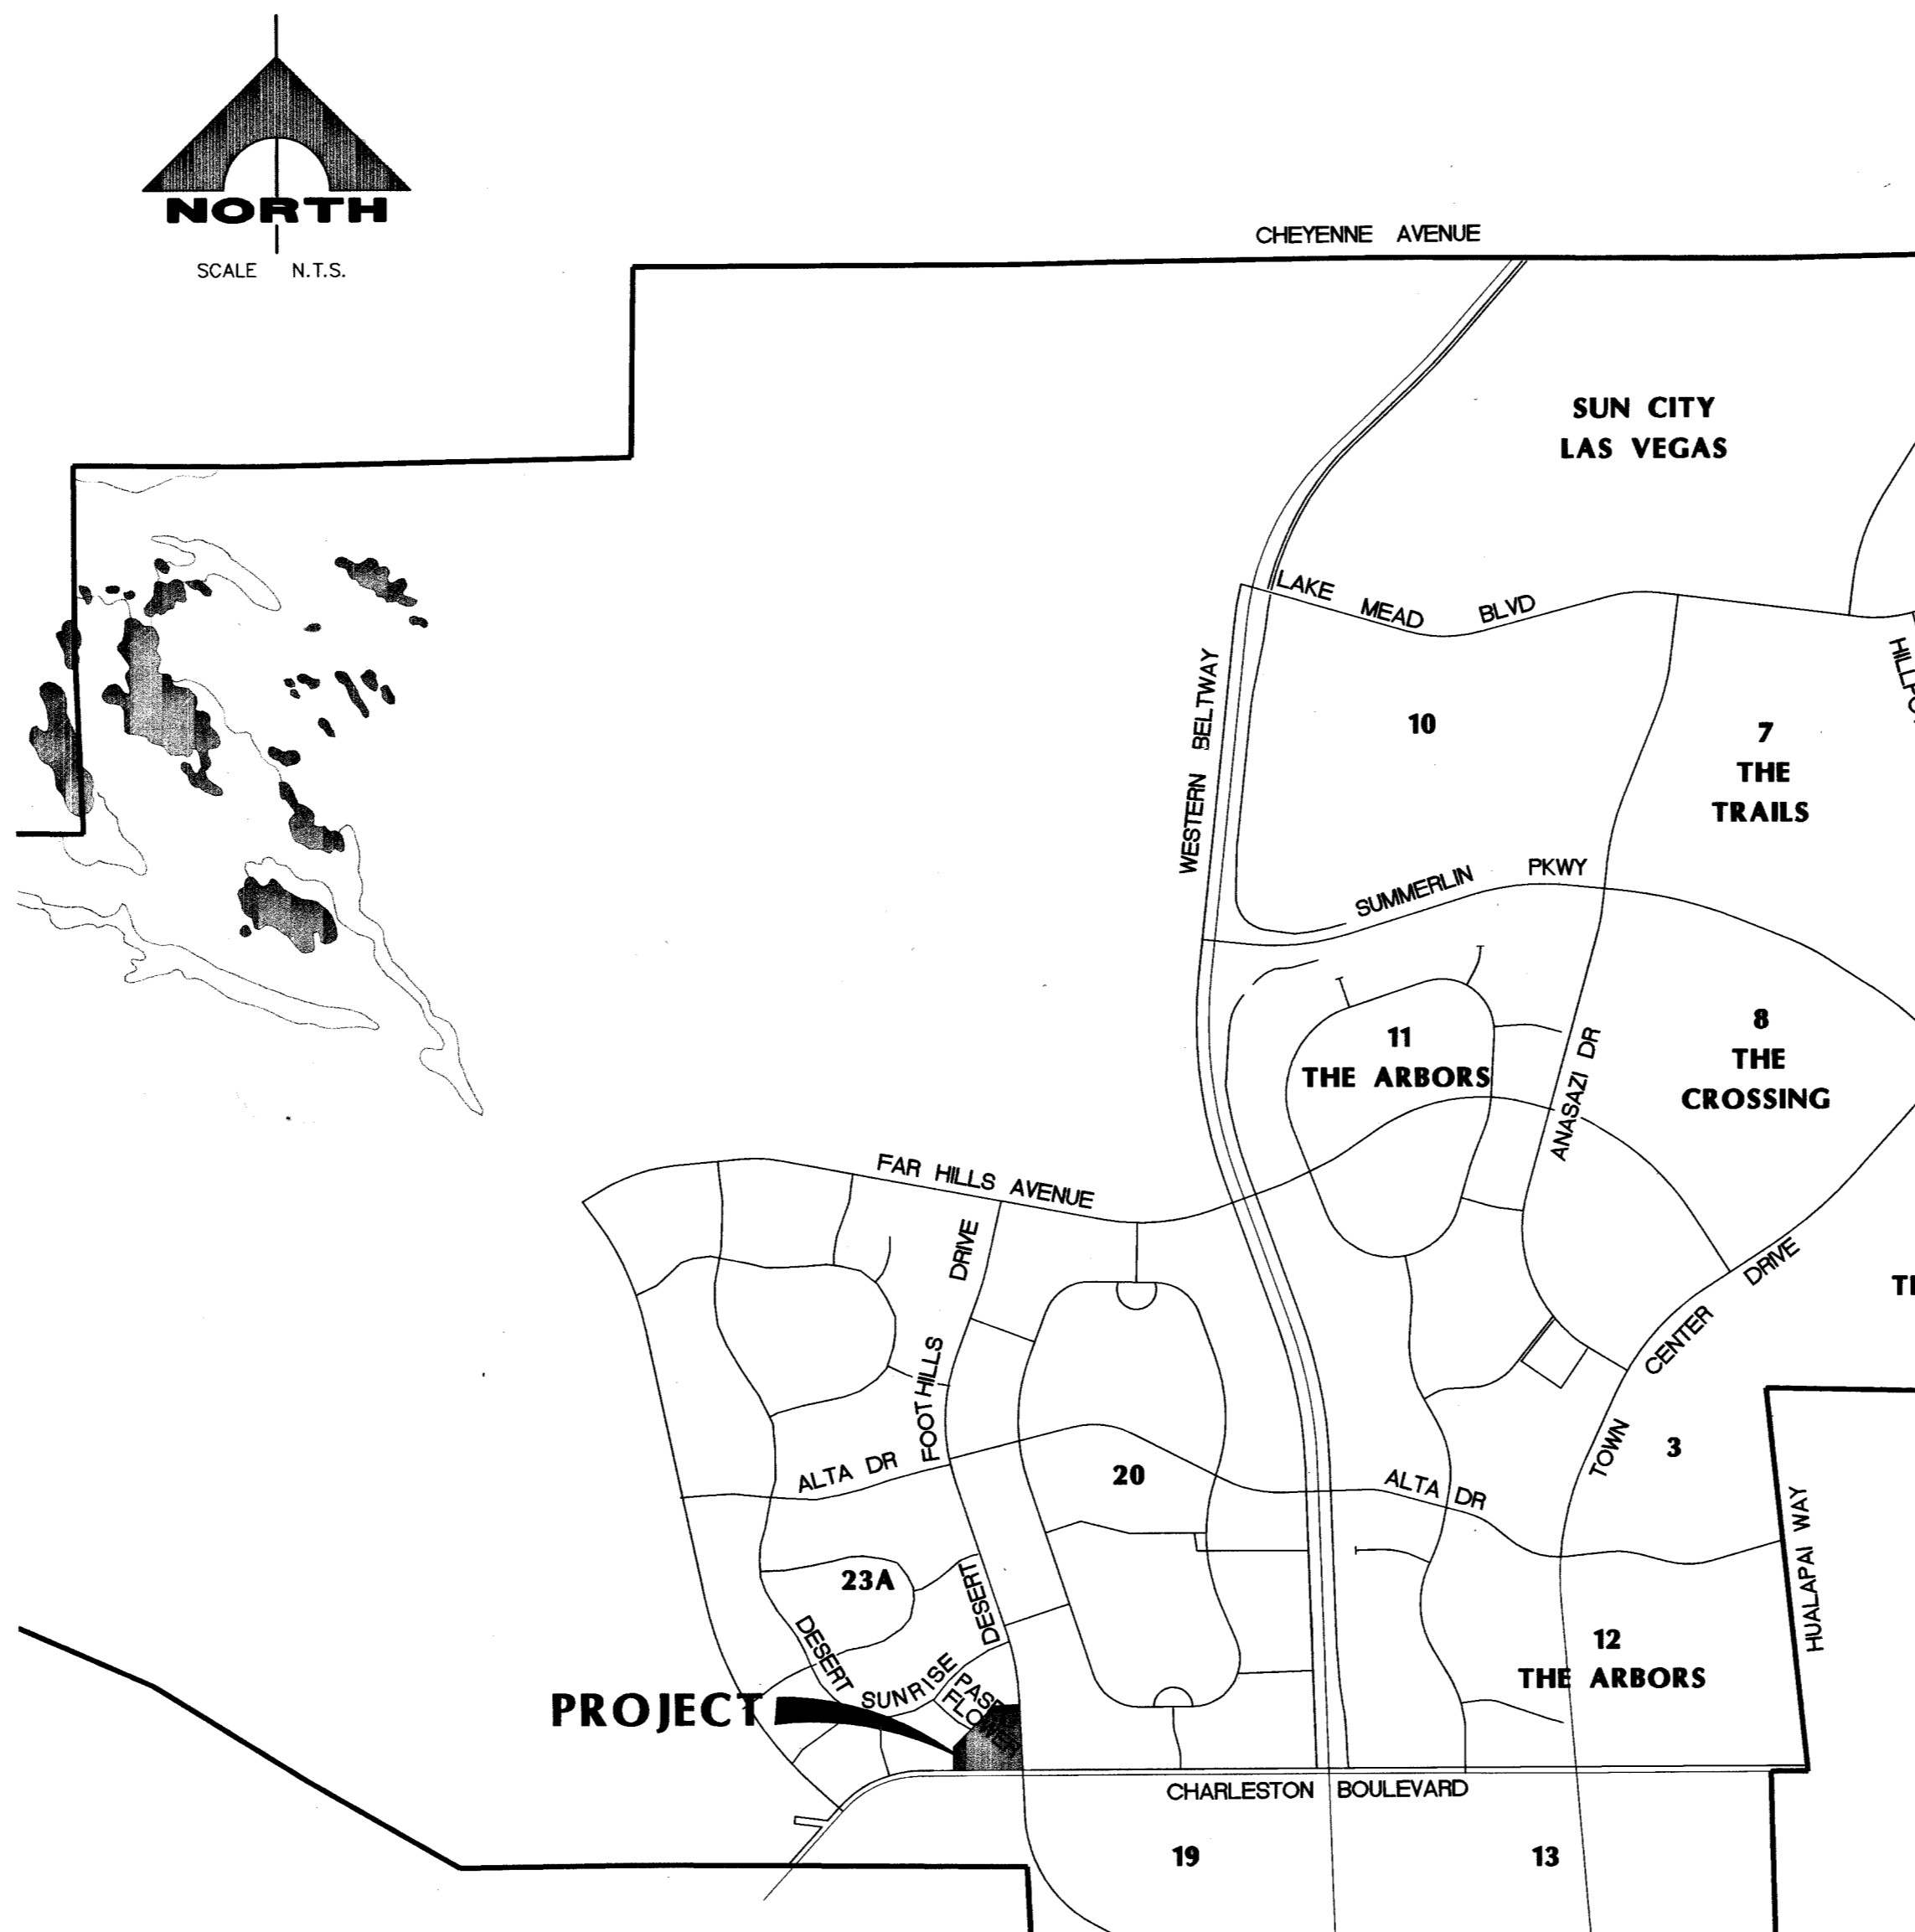 NORTH
SCALE N.T.S.
CHEYENNE AVENUE
SUN CITY
LAS VEGAS
LAKE MEAD BLVD
WESTERN BELTWAY
10
7
THE
TRAILS
SUMMERLIN PKWY
11
THE ARBORS
ANASAZI DR
8
THE
CROSSING
FAR HILLS AVENUE
TOWN CENTER DRIVE
DESERT FOOTHILLS DRIVE
ALTA DR
20
ALTA DR
3
HUALAPAI WAY
23A
DESERT
SUNRISE
FLOWER
12
THE ARBORS
PROJECT
CHARLESTON BOULEVARD
19
13